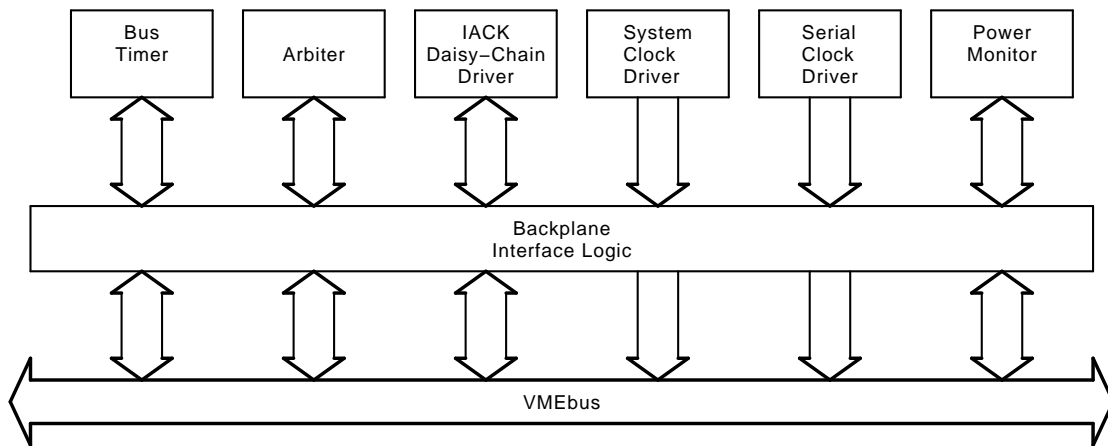 Bus
Timer
Arbiter
IACK
Daisy−Chain
Driver
System
Clock
Driver
Serial
Clock
Driver
Power
Monitor
Backplane
Interface Logic
VMEbus